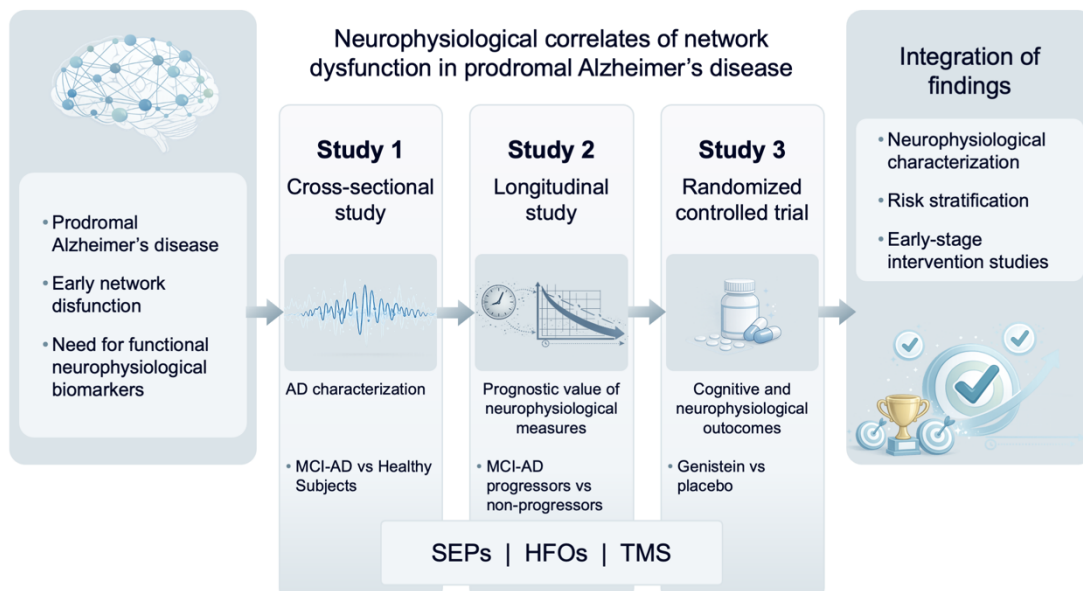 Neurophysiological correlates of network
dysfunction in prodromal Alzheimer's disease
• Prodromal
Alzheimer's disease
• Early network
disfunction
• Need for functional
neurophysiological
biomarkers
Study 1
Cross-sectional
study
AD characterization
• MCI-AD vs Healthy
Subjects
Study 2
Longitudinal
study
Prognostic value of
neurophysiological
measures
• MCI-AD
progressors vs
non-progressors
Study 3
Randomized
controlled trial
Cognitive and
neurophysiological
outocomes
• Genistein vs
placebo
SEPs | HFOs | TMS
Integration of
findings
• Neurophysiological
characterization
• Risk stratification
• Early-stage
intervention studies